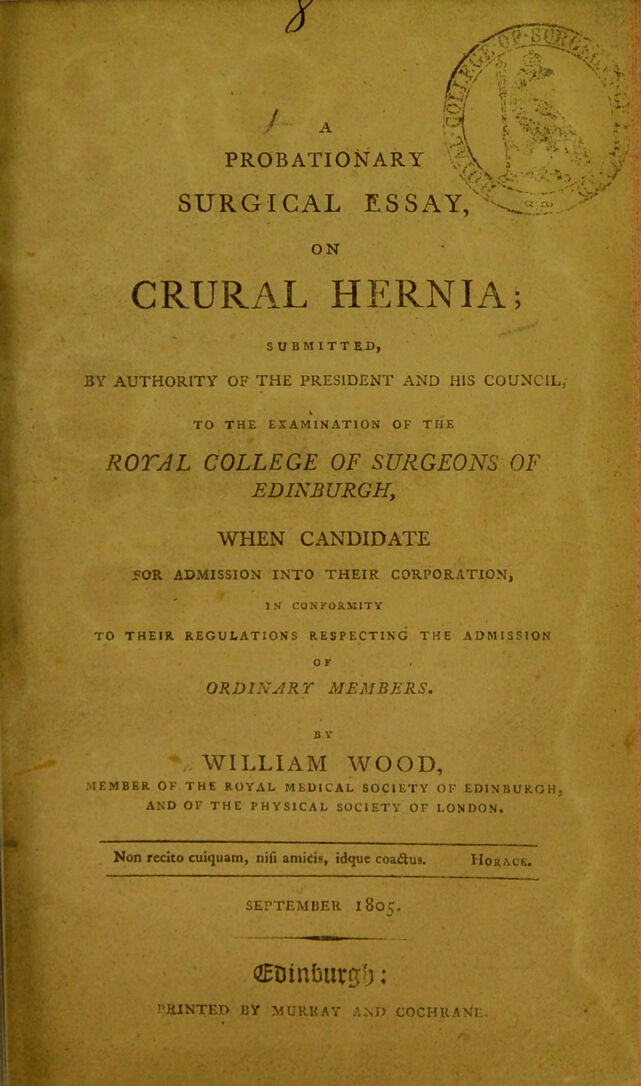 8
1 A
PROBATIONARY
SURGICAL ESSAY,
ON
CRURAL HERNIA;
SUBMITTED,
BY AUTHORITY OF THE PRESIDENT AND HIS COUNCIL,
TO THE EXAMINATION OF THE
ROYAL COLLEGE OF SURGEONS OF
EDINBURGH,
WHEN CANDIDATE
FOR ADMISSION INTO THEIR CORPORATION,
IN CONFORMITY
TO THEIR REGULATIONS RESPECTING THE ADMISSION
OF
ORDINARY MEMBERS.
BY
WILLIAM WOOD,
MEMBER OF THE ROYAL MEDICAL SOCIETY OF EDINBURGH,
AND OF THE PHYSICAL SOCIETY OF LONDON.
Non recito cuiquam, niſi amicis, idque coactus. HORACE.
SEPTEMBER 1805.
Edinburgh:
PRINTED BY MURRAY AND COCHRANE.